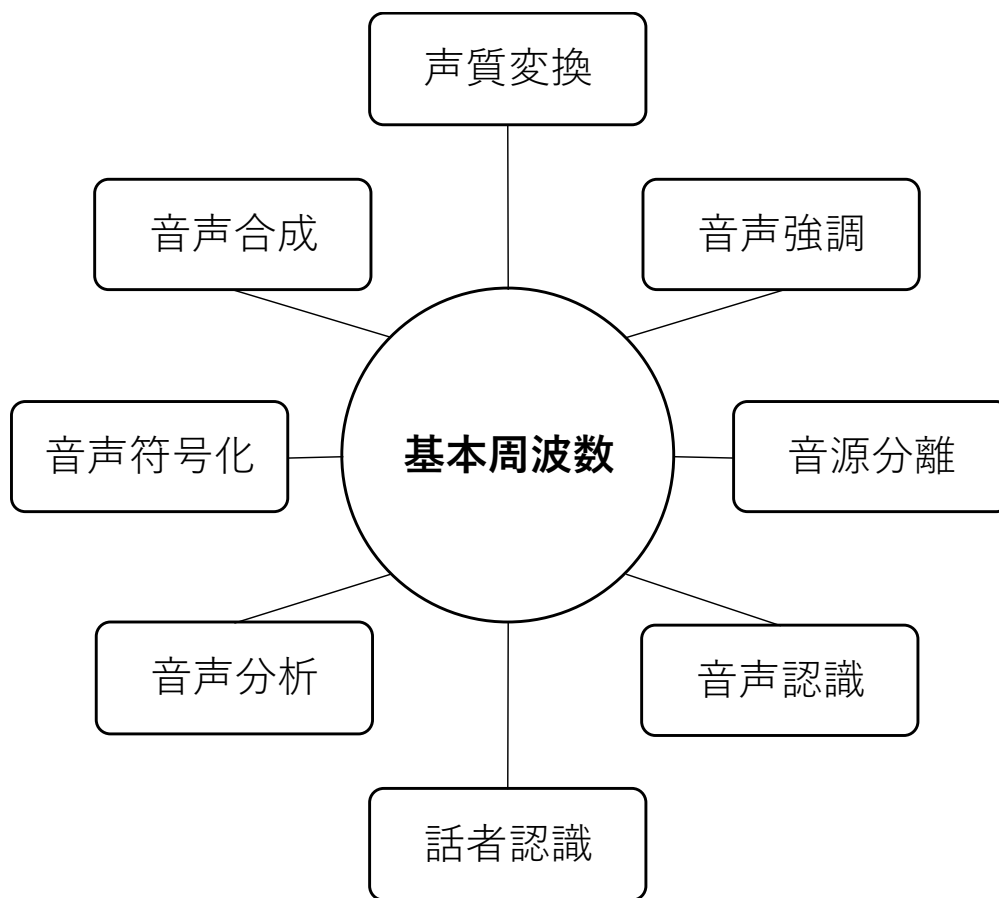 声質変換
音声合成
音声強調
音声符号化
基本周波数
音源分離
音声分析
音声認識
話者認識